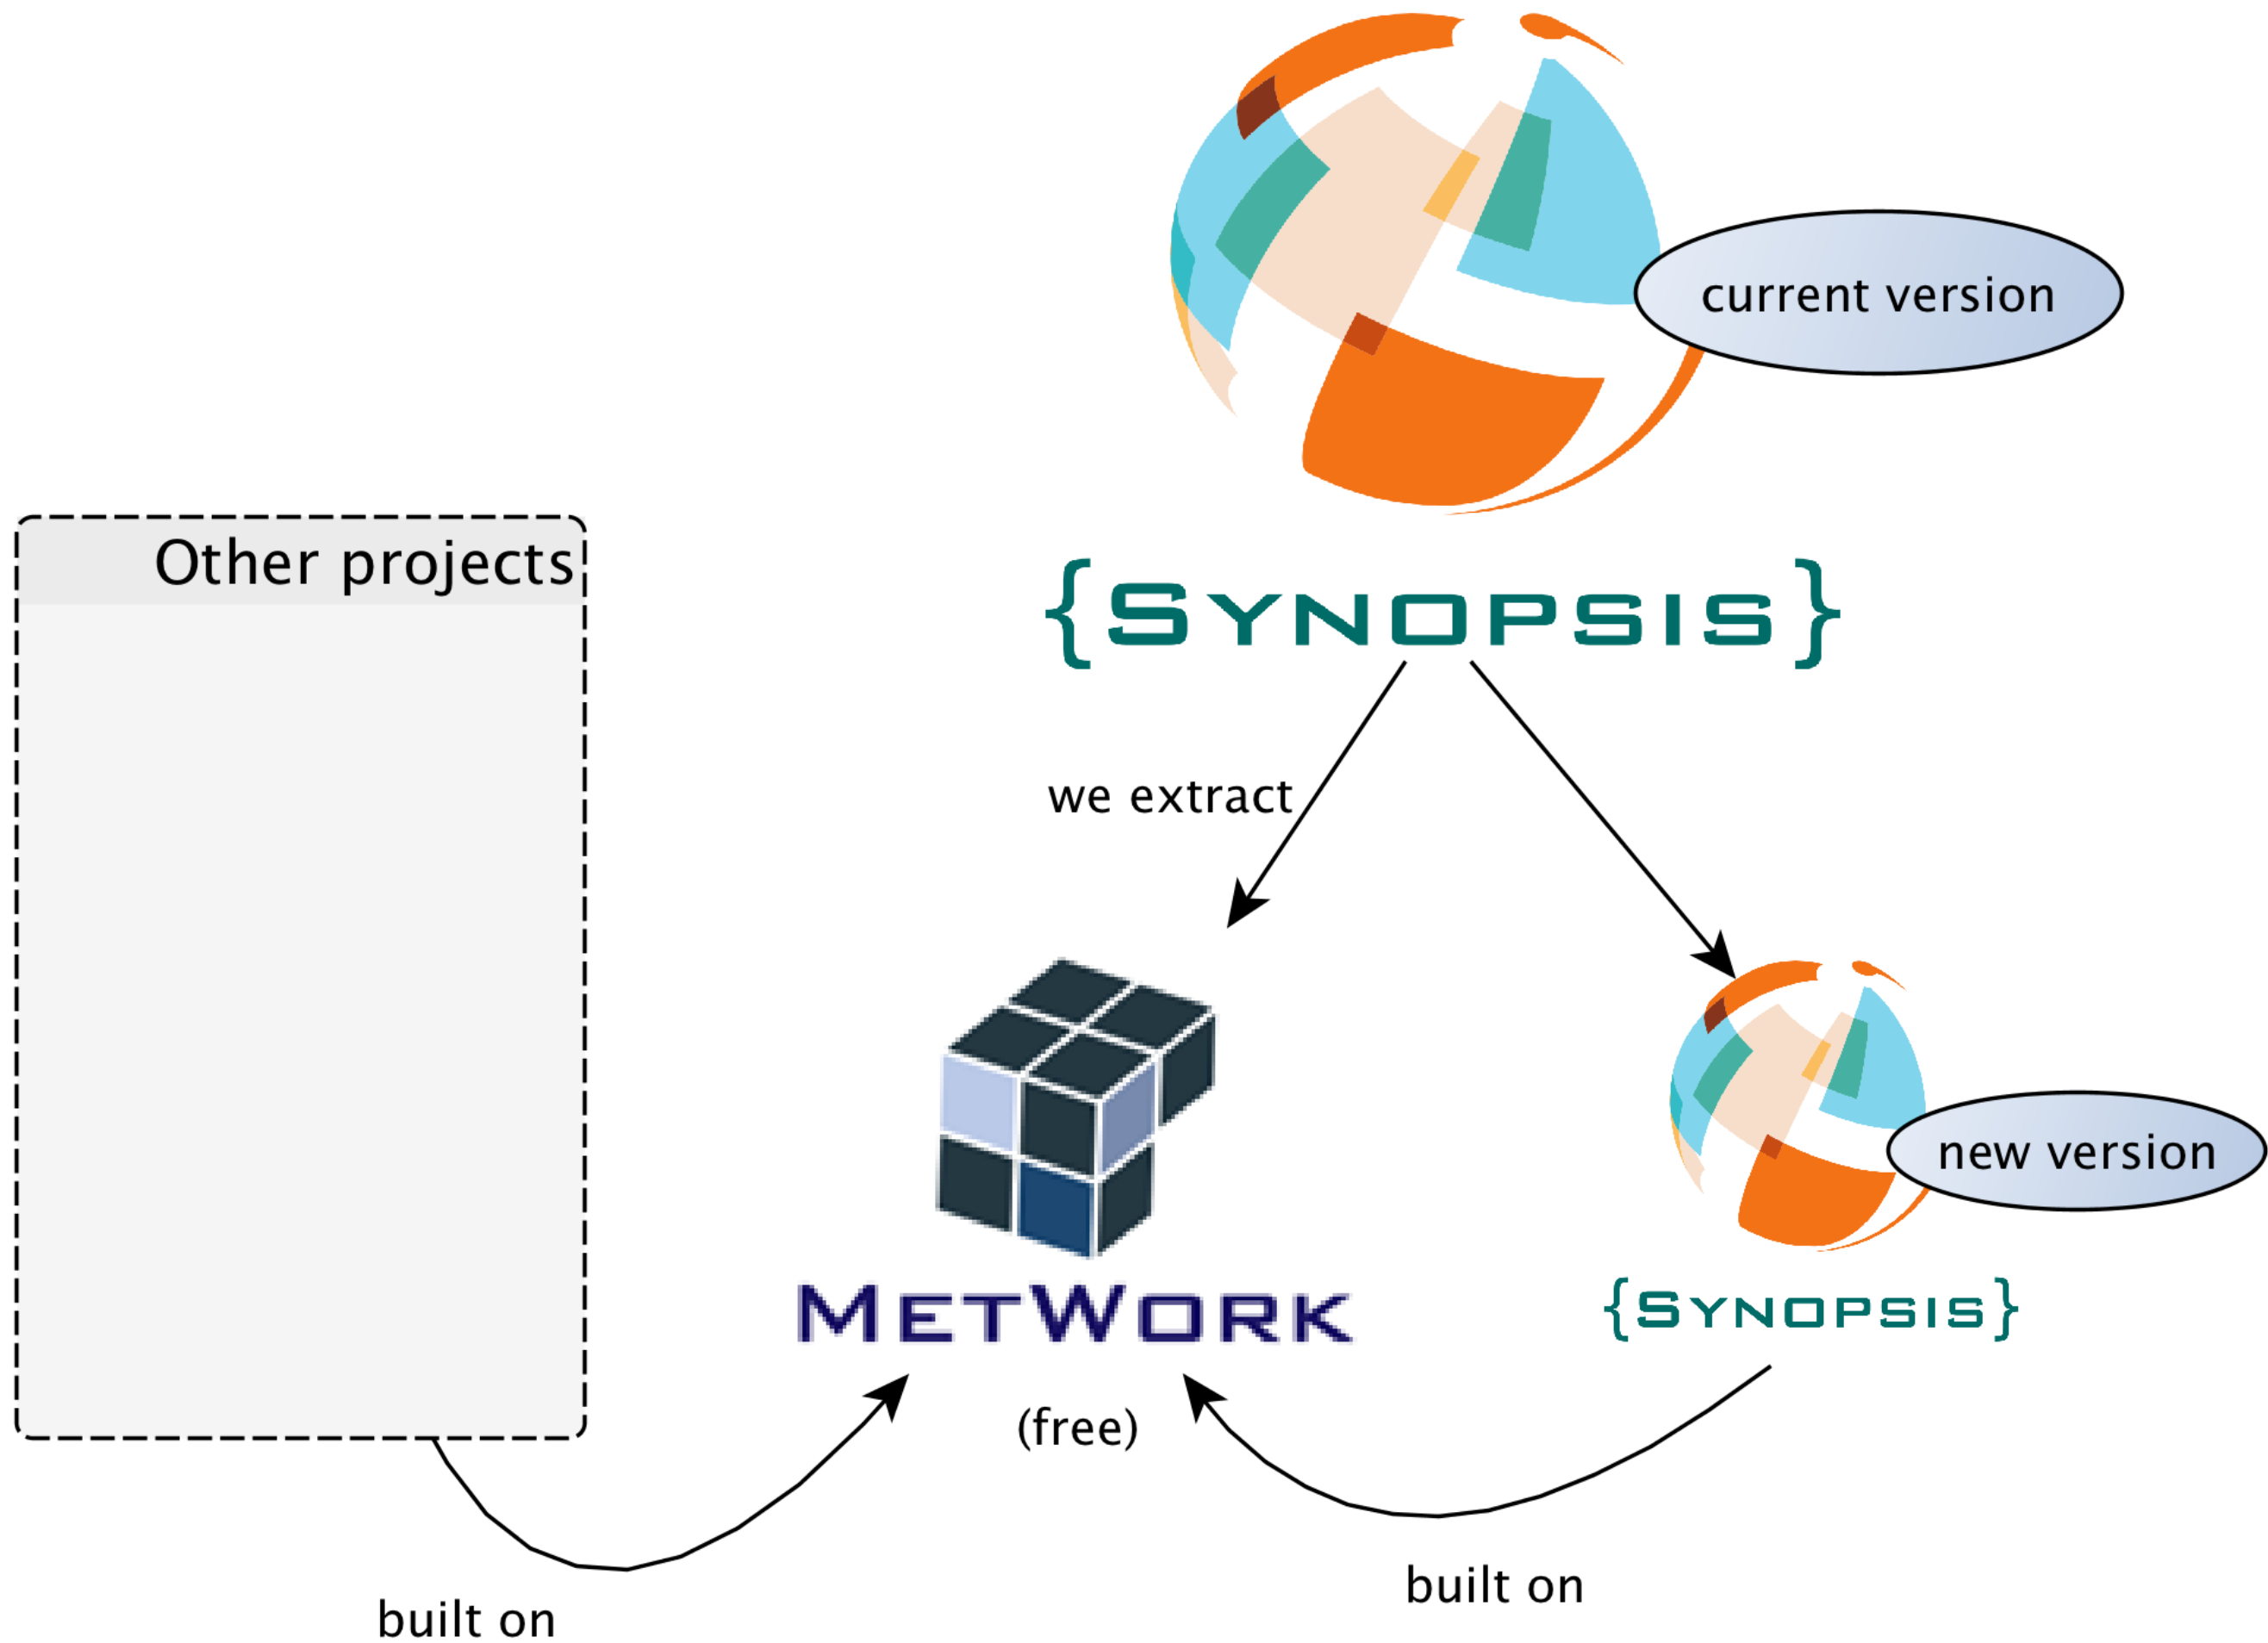 current version
Other projects
{SYNOPSIS}
we extract
new version
METWORK
{SYNOPSIS}
(free)
built on
built on